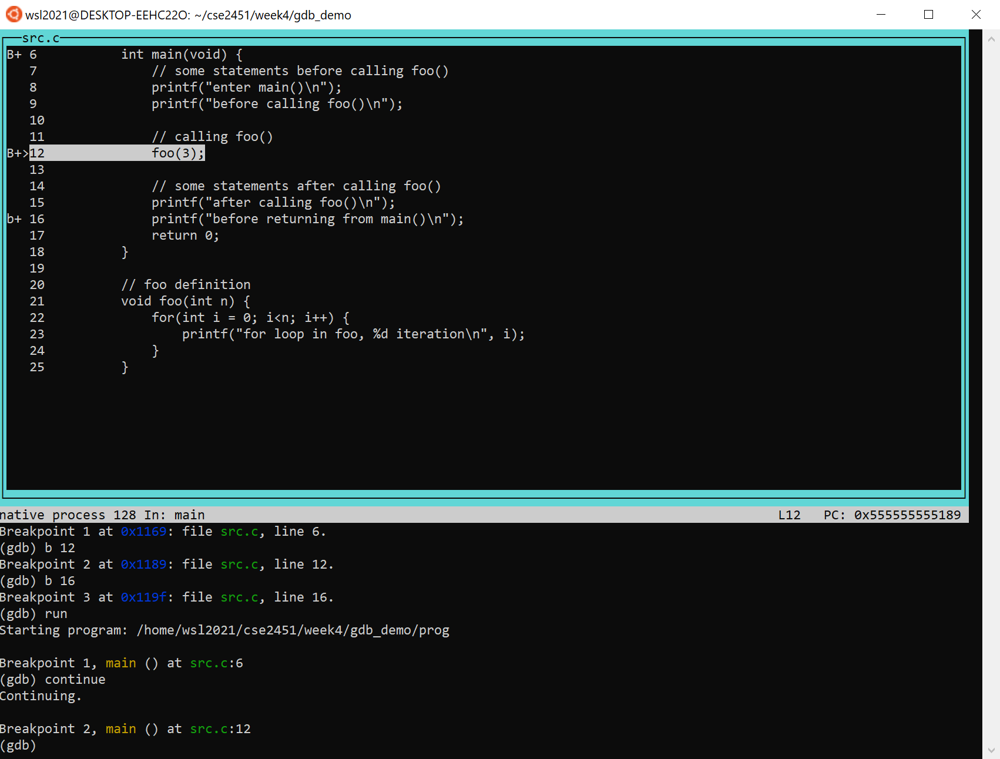 wsl2021@DESKTOP-EEHC22O: ~/cse2451/week4/gdb_demo
src.c
B+ 6          int main(void) {
   7              // some statements before calling foo()
   8              printf("enter main()\n");
   9              printf("before calling foo()\n");
   10
   11             // calling foo()
B+>12             foo(3);
   13
   14             // some statements after calling foo()
   15             printf("after calling foo()\n");
b+ 16             printf("before returning from main()\n");
   17             return 0;
   18         }
   19
   20         // foo definition
   21         void foo(int n) {
   22             for(int i = 0; i<n; i++) {
   23                 printf("for loop in foo, %d iteration\n", i);
   24             }
   25         }
native process 128 In: main L12 PC: 0x555555555189
Breakpoint 1 at 0x1169: file src.c, line 6.
(gdb) b 12
Breakpoint 2 at 0x1189: file src.c, line 12.
(gdb) b 16
Breakpoint 3 at 0x119f: file src.c, line 16.
(gdb) run
Starting program: /home/wsl2021/cse2451/week4/gdb_demo/prog
Breakpoint 1, main () at src.c:6
(gdb) continue
Continuing.
Breakpoint 2, main () at src.c:12
(gdb)